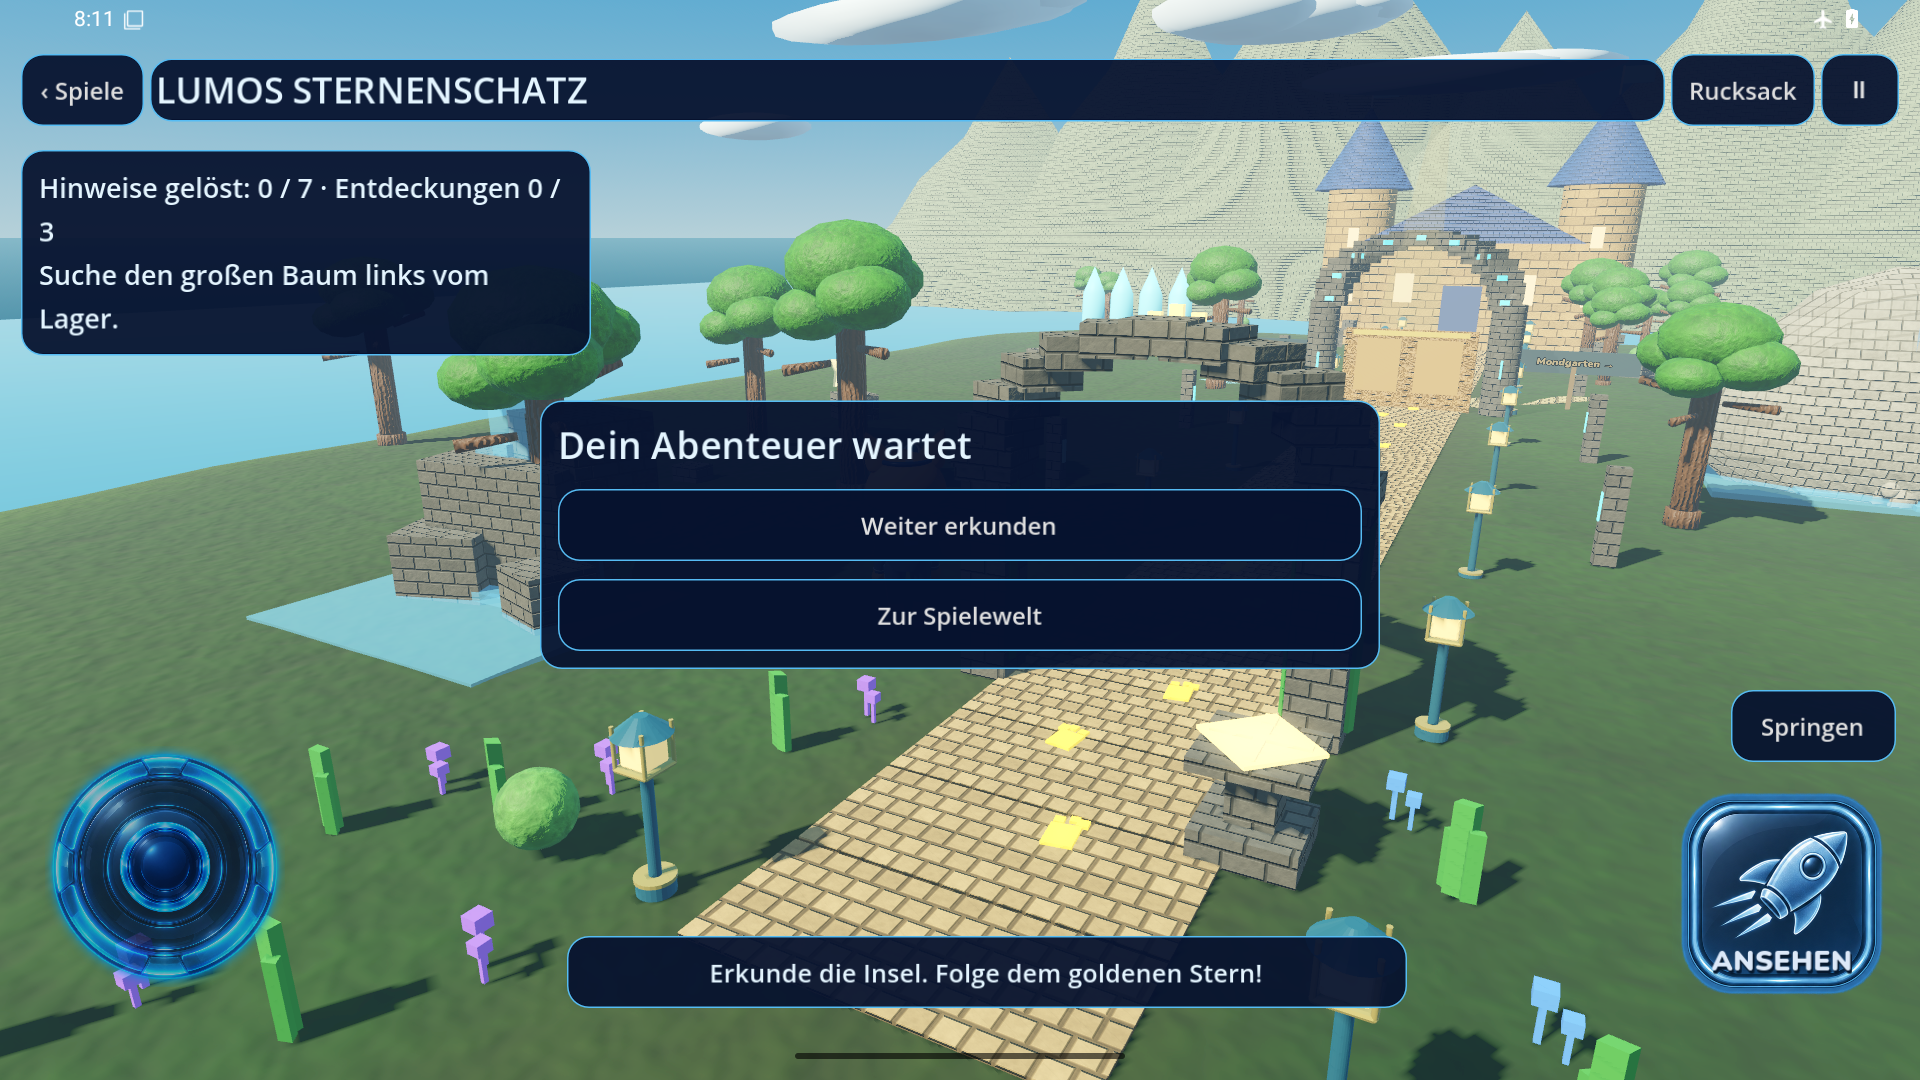 8:11
‹ Spiele
LUMOS STERNENSCHATZ
Rucksack
II
Hinweise gelöst: 0 / 7 · Entdeckungen 0 /
3
Suche den großen Baum links vom
Lager.
Mondgarten →
Dein Abenteuer wartet
Weiter erkunden
Zur Spielewelt
Springen
ANSEHEN
Erkunde die Insel. Folge dem goldenen Stern!